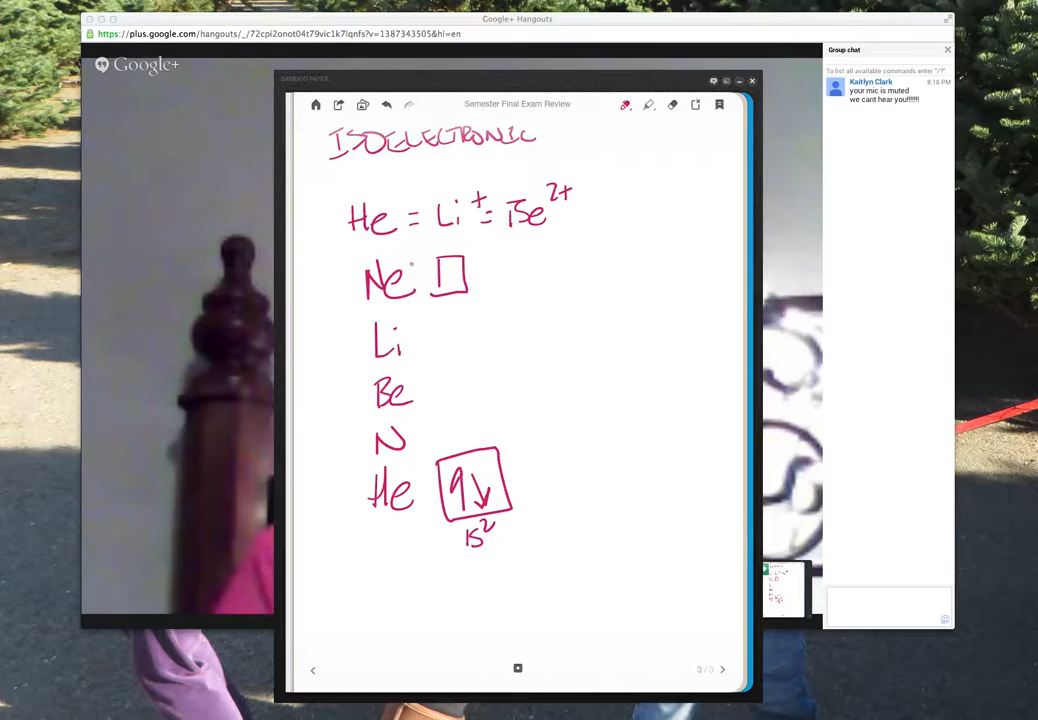 Google+ Hangouts
https://plus.google.com/hangouts/_/72cpi2onot04t79vic1k7lqnfs?v=1387343505&hl=en
Google+
BAMBOO PAPER
Semester Final Exam Review
ISOELECTRONIC
He = Li+ = Be2+
Ne
Li
Be
N
He
1s2
3 / 3
Group chat
To list all available commands enter "/?"
Kaitlyn Clark 8:18 PM
your mic is muted
we cant hear you!!!!!!!